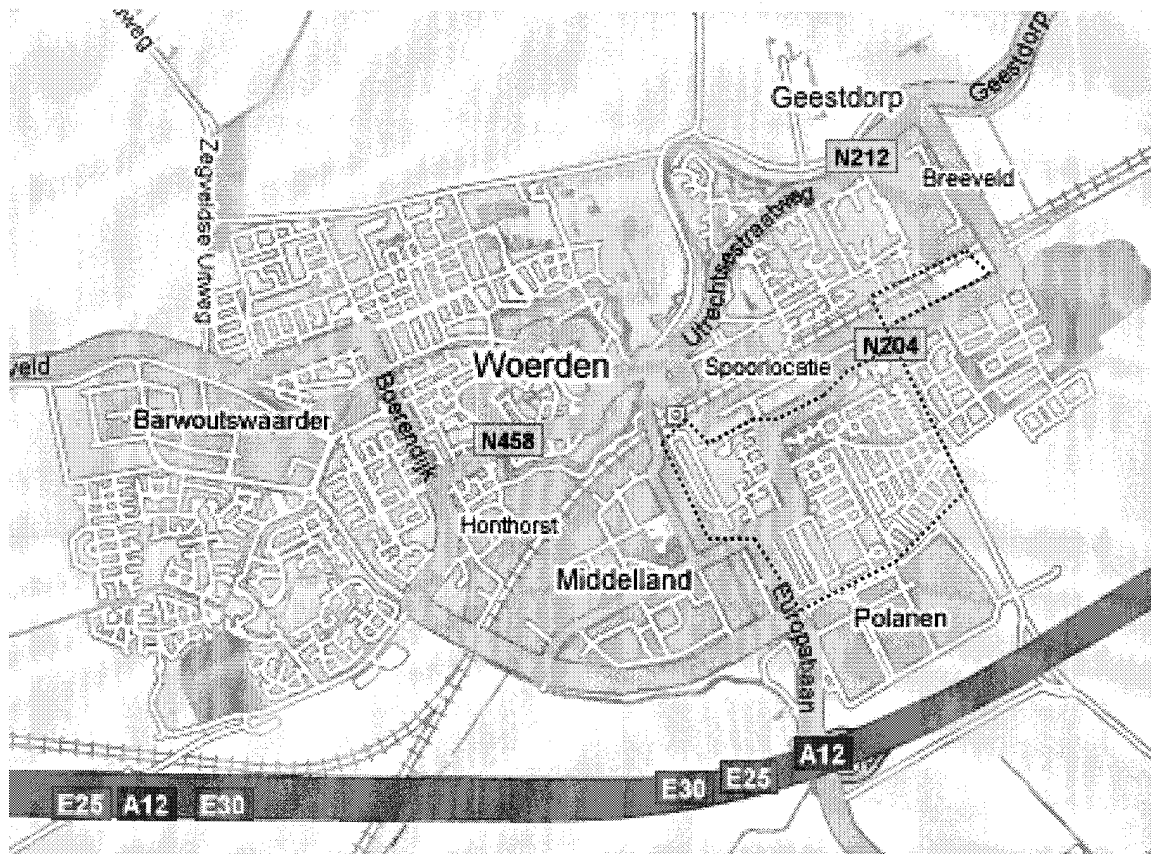 weg
Geestdorp
Geestdorp
N212
Zegveldse Uitweg
Breeveld
Utrechtsestraatweg
N204
veld
Woerden
Spoorlocatie
Boerendijk
Barwoutswaarder
N458
Honthorst
Middelland
Europabaan
Polanen
A12
E30
E25
E25
A12
E30